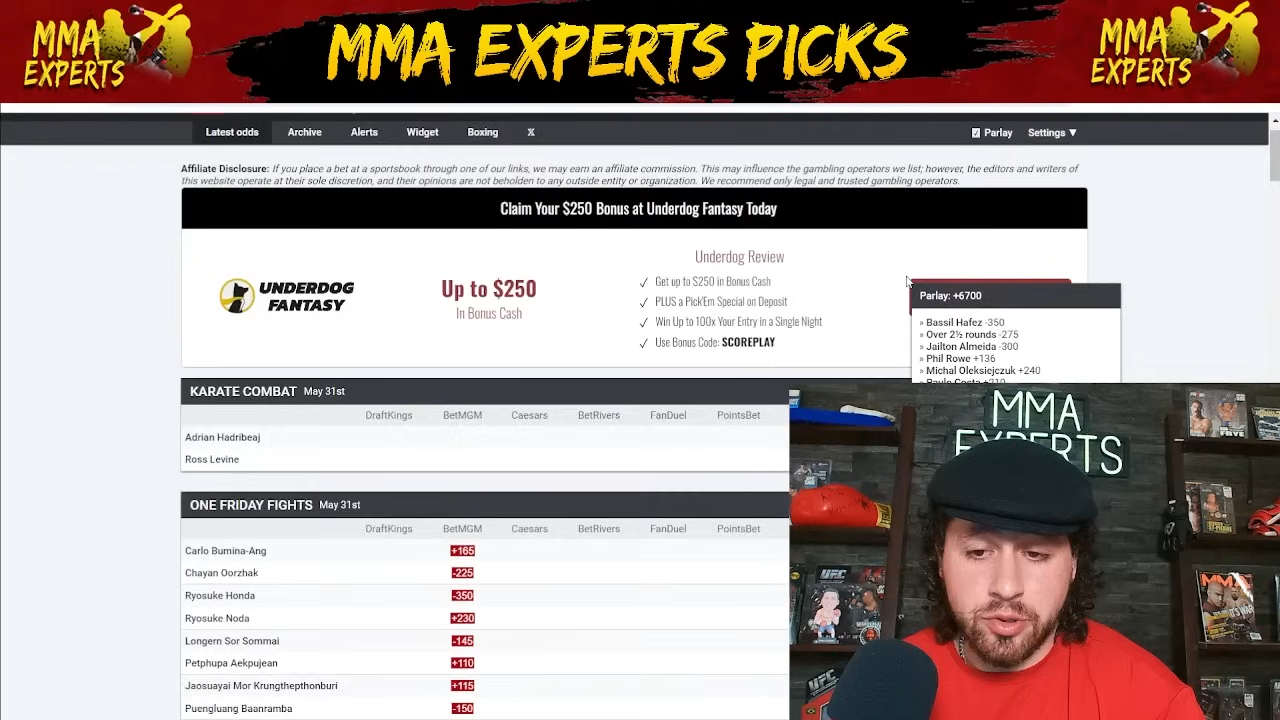 MMA EXPERTS
MMA EXPERTS PICKS
MMA EXPERTS
Latest odds Archive Alerts Widget Boxing X Parlay Settings ▼
Affiliate Disclosure: If you place a bet at a sportsbook through one of our links, we may earn an affiliate commission. This may influence the gambling operators we list; however, the editors and writers of
this website operate at their sole discretion, and their opinions are not beholden to any outside entity or organization. We recommend only legal and trusted gambling operators.
Claim Your $250 Bonus at Underdog Fantasy Today
UNDERDOG
FANTASY
Up to $250
In Bonus Cash
Underdog Review
✓ Get up to $250 in Bonus Cash
✓ PLUS a Pick'Em Special on Deposit
✓ Win Up to 100x Your Entry in a Single Night
✓ Use Bonus Code: SCOREPLAY
Parlay: +6700
» Bassil Hafez -350
» Over 2½ rounds -275
» Jailton Almeida -300
» Phil Rowe +136
» Michal Oleksiejczuk +240
» Paulo Costa +210
KARATE COMBAT May 31st
DraftKings BetMGM Caesars BetRivers FanDuel PointsBet
Adrian Hadribeaj
Ross Levine
ONE FRIDAY FIGHTS May 31st
DraftKings BetMGM Caesars BetRivers FanDuel PointsBet
Carlo Bumina-Ang +165
Chayan Oorzhak -225
Ryosuke Honda -350
Ryosuke Noda +230
Longern Sor Sommai -145
Petphupa Aekpujean +110
Jaosuayai Mor Krungthepthonburi +115
Puengluang Baanramba -150
MMA
EXPERTS
UFC
UFC
MMA